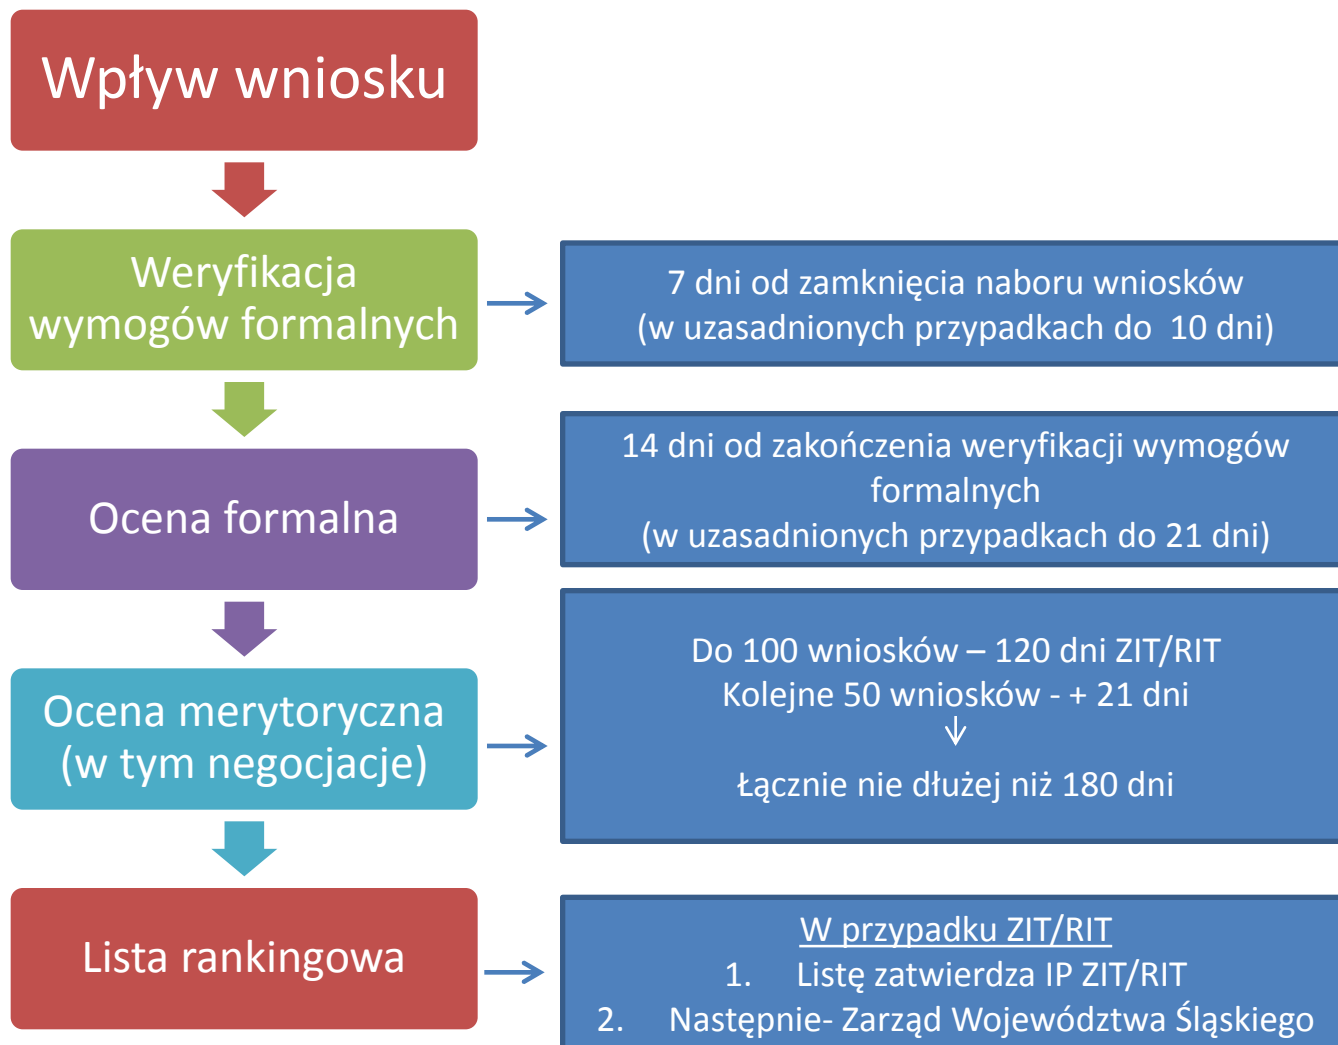 Wpływ wniosku
Weryfikacja
wymogów formalnych
7 dni od zamknięcia naboru wniosków
(w uzasadnionych przypadkach do 10 dni)
Ocena formalna
14 dni od zakończenia weryfikacji wymogów
formalnych
(w uzasadnionych przypadkach do 21 dni)
Ocena merytoryczna
(w tym negocjacje)
Do 100 wniosków – 120 dni ZIT/RIT
Kolejne 50 wniosków - + 21 dni
Łącznie nie dłużej niż 180 dni
Lista rankingowa
W przypadku ZIT/RIT
1. Listę zatwierdza IP ZIT/RIT
2. Następnie- Zarząd Województwa Śląskiego